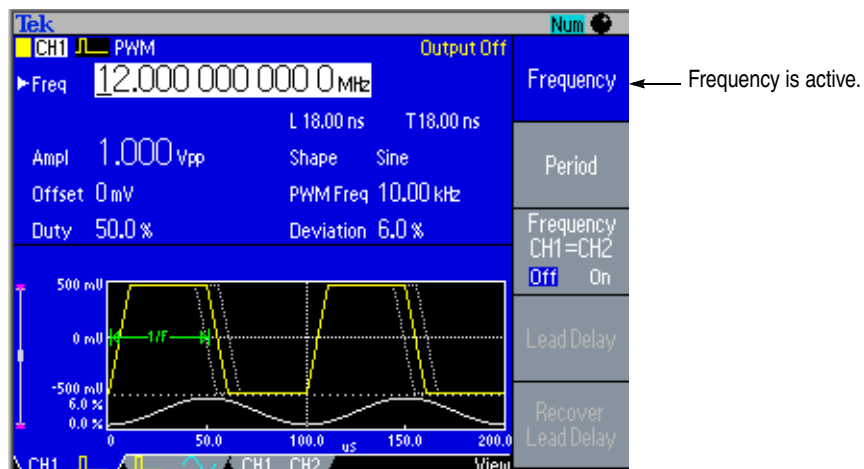 Tek
Num
CH1 PWM
Output Off
Freq 12.000 000 000 0 MHz
L 18.00 ns T 18.00 ns
Ampl 1.000 Vpp
Shape Sine
Offset 0 mV
PWM Freq 10.00 kHz
Duty 50.0 %
Deviation 6.0 %
Frequency
Frequency is active.
Period
Frequency
CH1=CH2
Off On
Lead Delay
Recover
Lead Delay
500 mV
0 mV
1/F
-500 mV
6.0 %
0.0 %
0 50.0 100.0 us 150.0 200.0
CH1 CH1 CH2 View